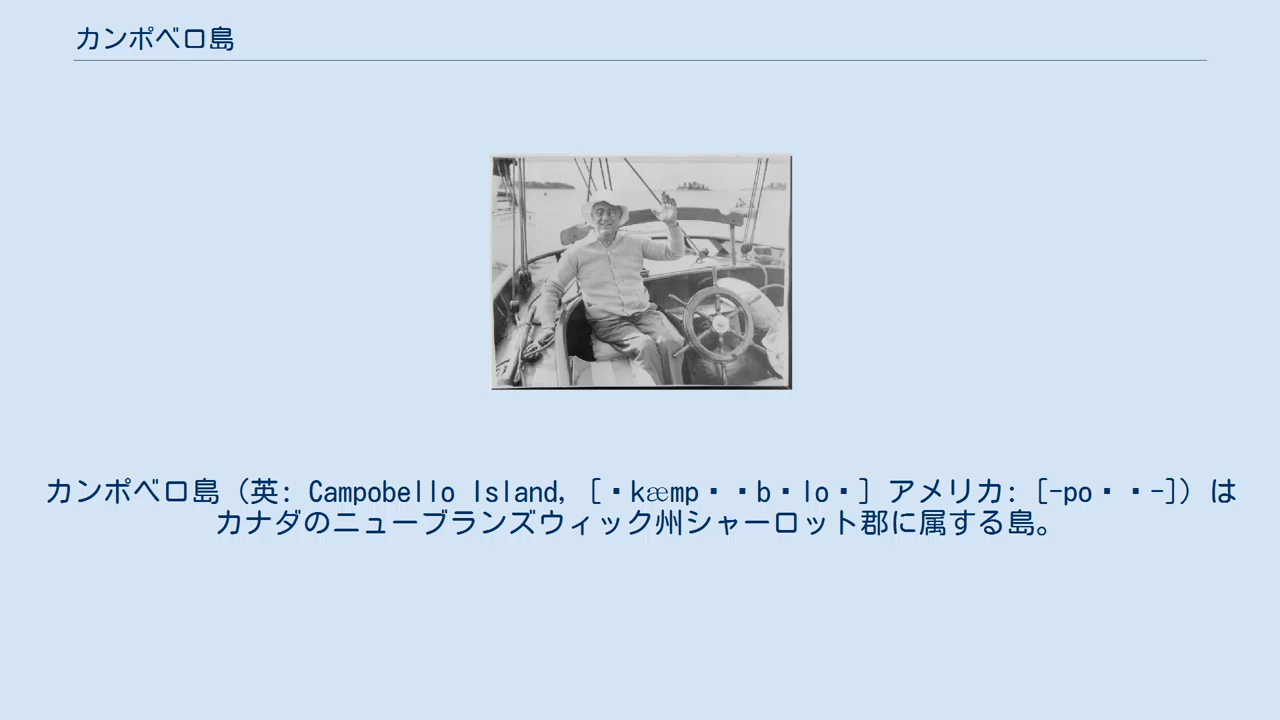 カンポベロ島
カンポベロ島（英: Campobello Island, [・kæmp・・b・lo・] アメリカ: [-po・・-]）は
カナダのニューブランズウィック州シャーロット郡に属する島。